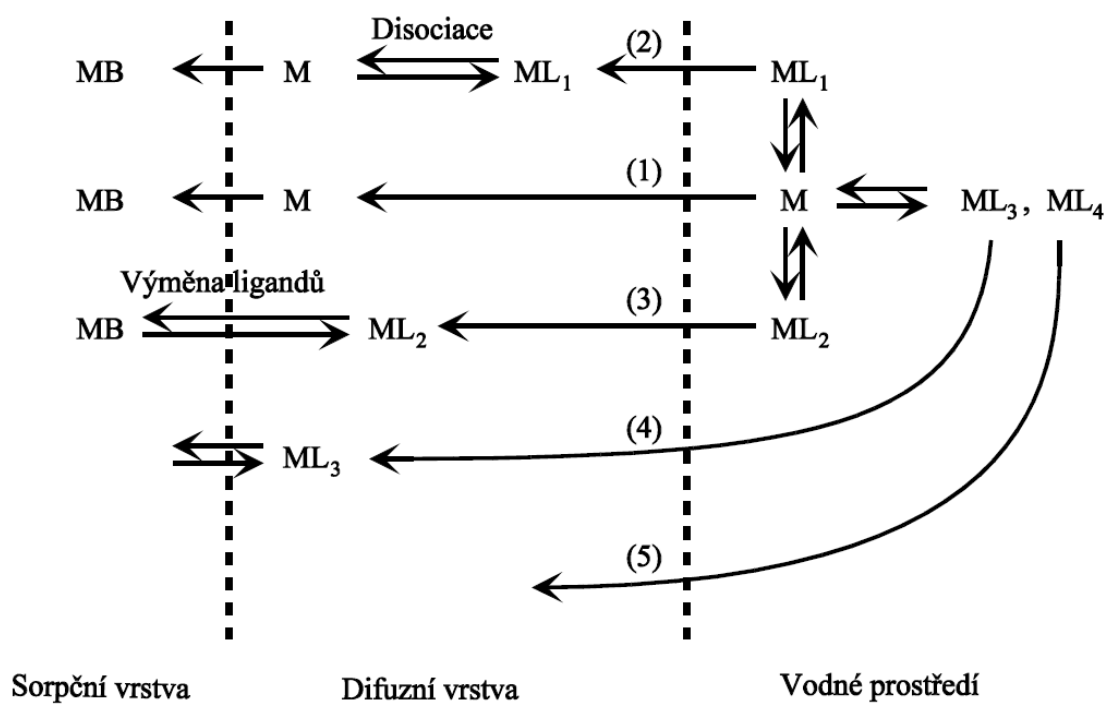 Disociace (2)
MB M ML₁ ML₁
(1)
MB M M ML₃, ML₄
Výměna ligandů (3)
MB ML₂ ML₂
(4)
ML₃
(5)
Sorpční vrstva Difuzní vrstva Vodné prostředí